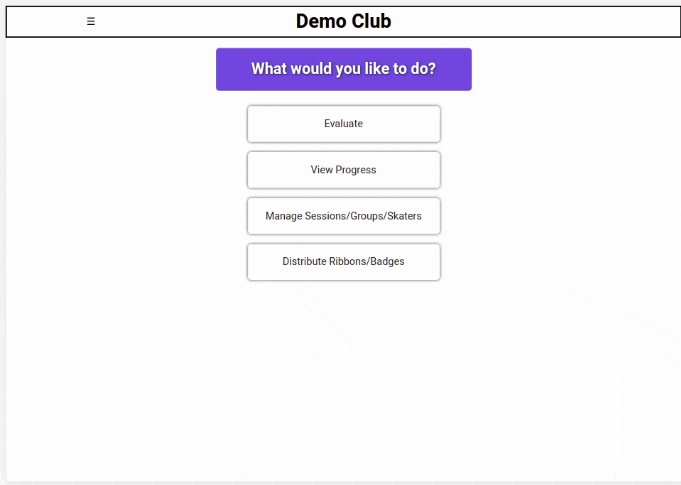 ☰ Demo Club
What would you like to do?
Evaluate
View Progress
Manage Sessions/Groups/Skaters
Distribute Ribbons/Badges